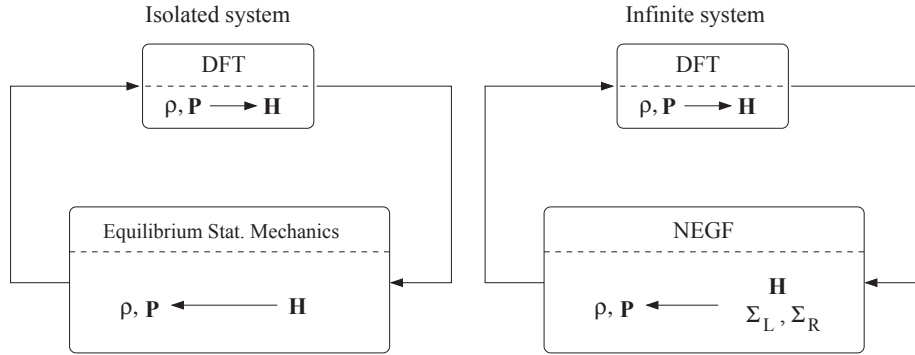 Isolated system
DFT
ρ, P ⟶ H
Equilibrium Stat. Mechanics
ρ, P ⟵ H
Infinite system
DFT
ρ, P ⟶ H
NEGF
H
ρ, P ⟵ Σ_L , Σ_R